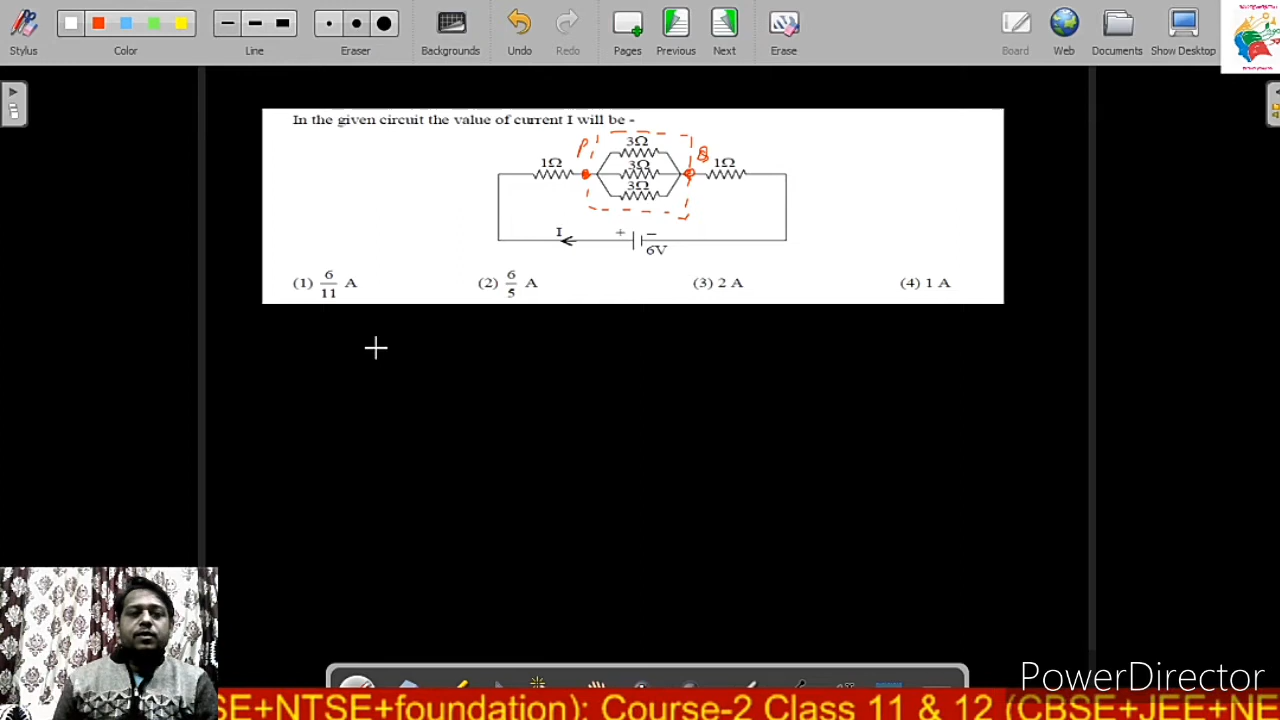 Stylus
Color
Line
Eraser
Backgrounds
Undo
Redo
Pages
Previous
Next
Erase
Board
Web
Documents
Show Desktop
In the given circuit the value of current I will be -
P
3Ω
1Ω
3Ω
1Ω
3Ω
I
+
−
6V
(1) 6/11 A
(2) 6/5 A
(3) 2 A
(4) 1 A
PowerDirector
SE+NTSE+foundation): Course-2 Class 11 & 12 (CBSE+JEE+NE